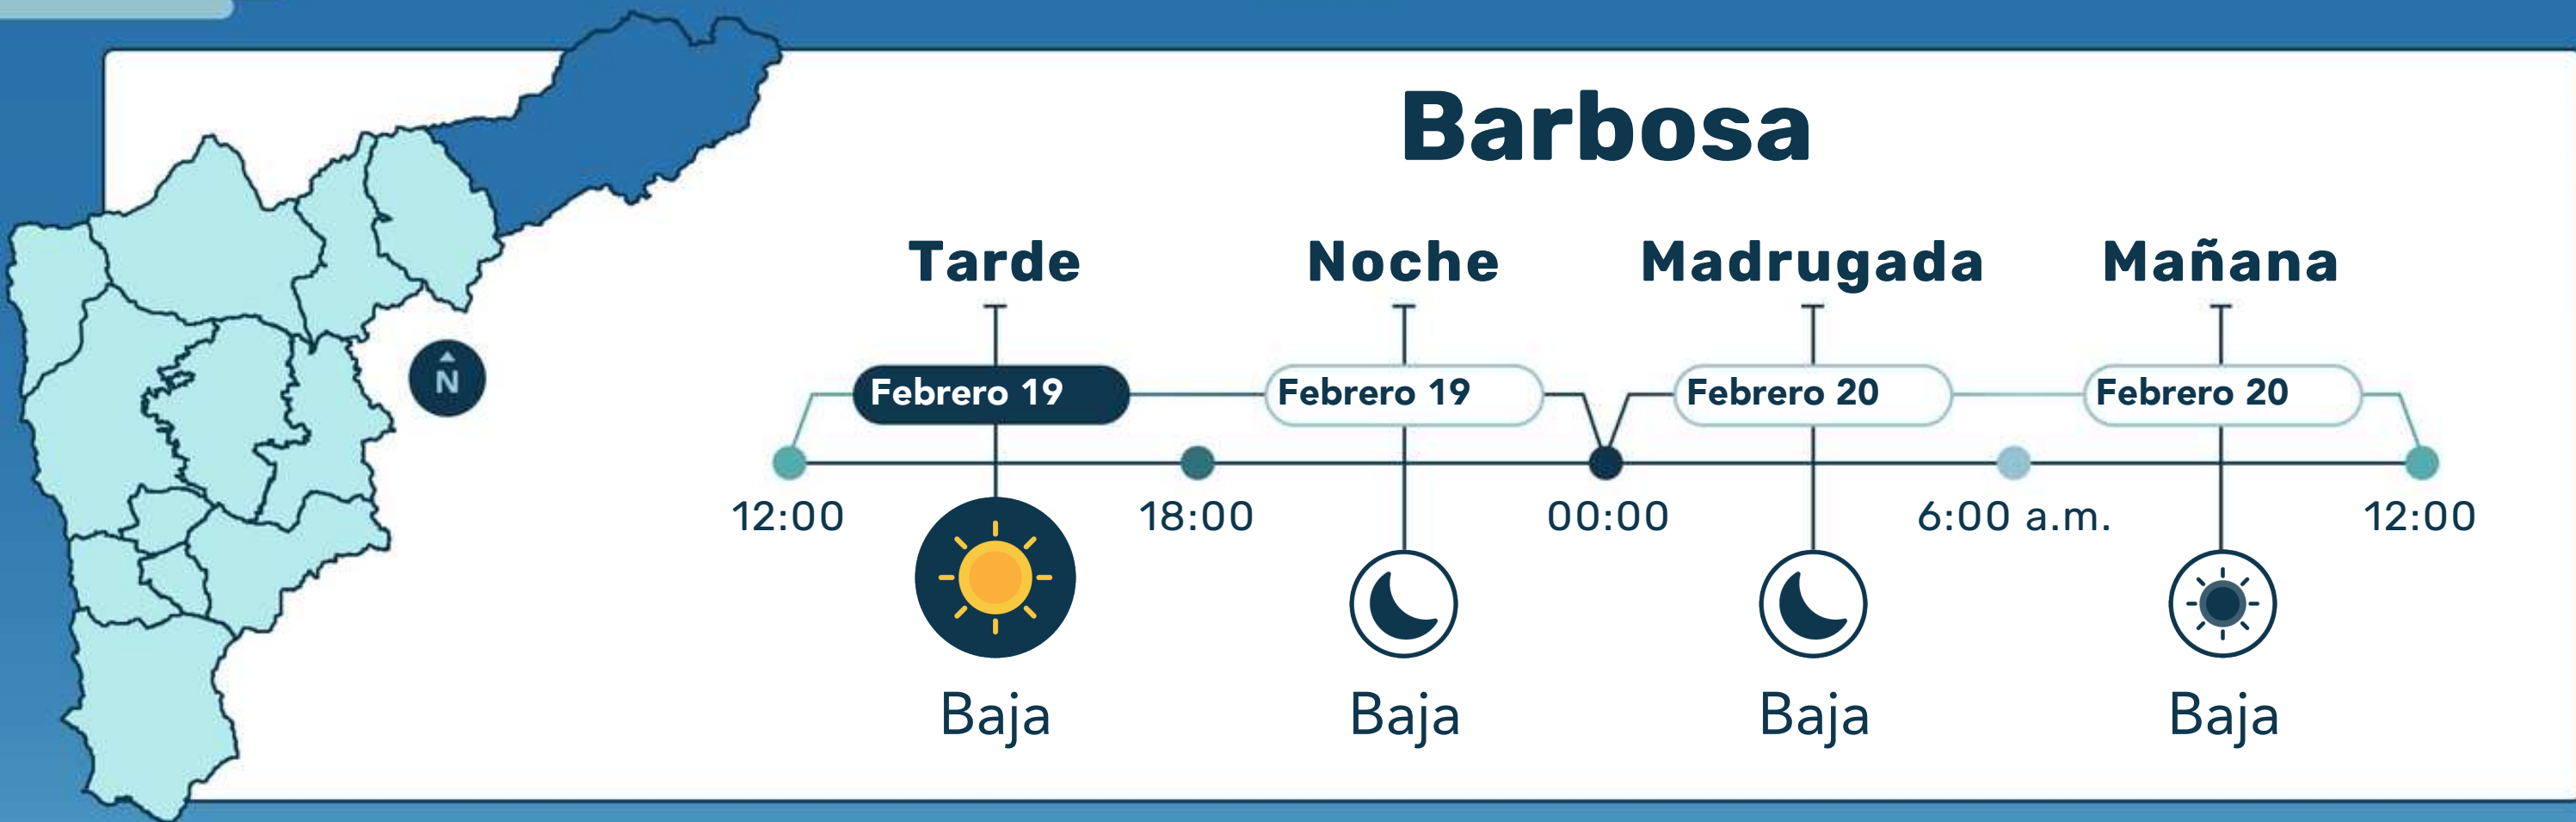 Barbosa
Tarde
Noche
Madrugada
Mañana
Febrero 19
Febrero 19
Febrero 20
Febrero 20
N
12:00
18:00
00:00
6:00 a.m.
12:00
Baja
Baja
Baja
Baja